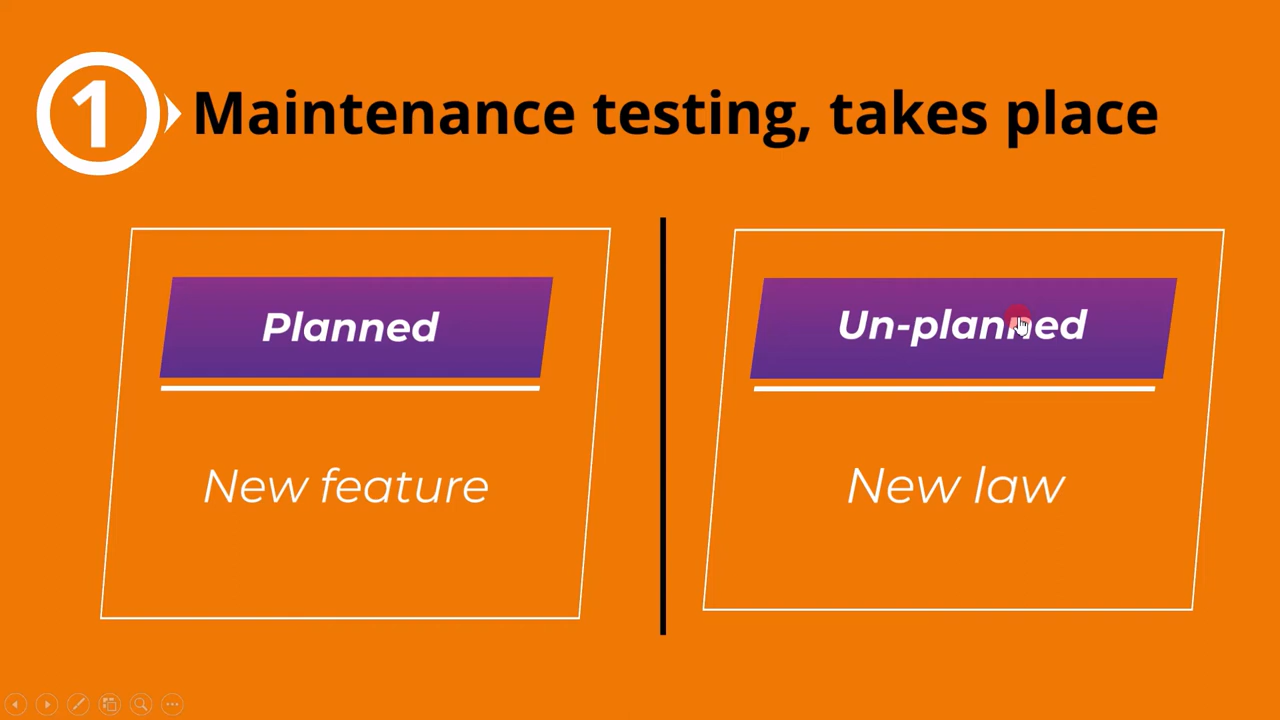 1
Maintenance testing, takes place
Planned
Un-planned
New feature
New law